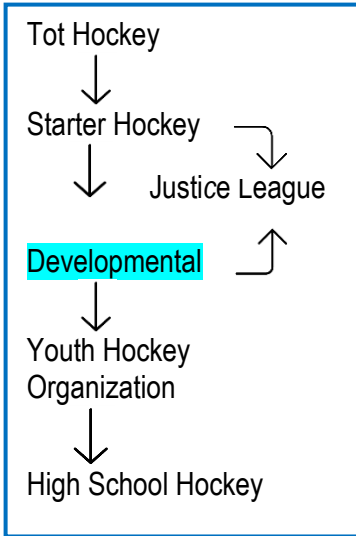 Tot Hockey
Starter Hockey
Justice League
Developmental
Youth Hockey
Organization
High School Hockey